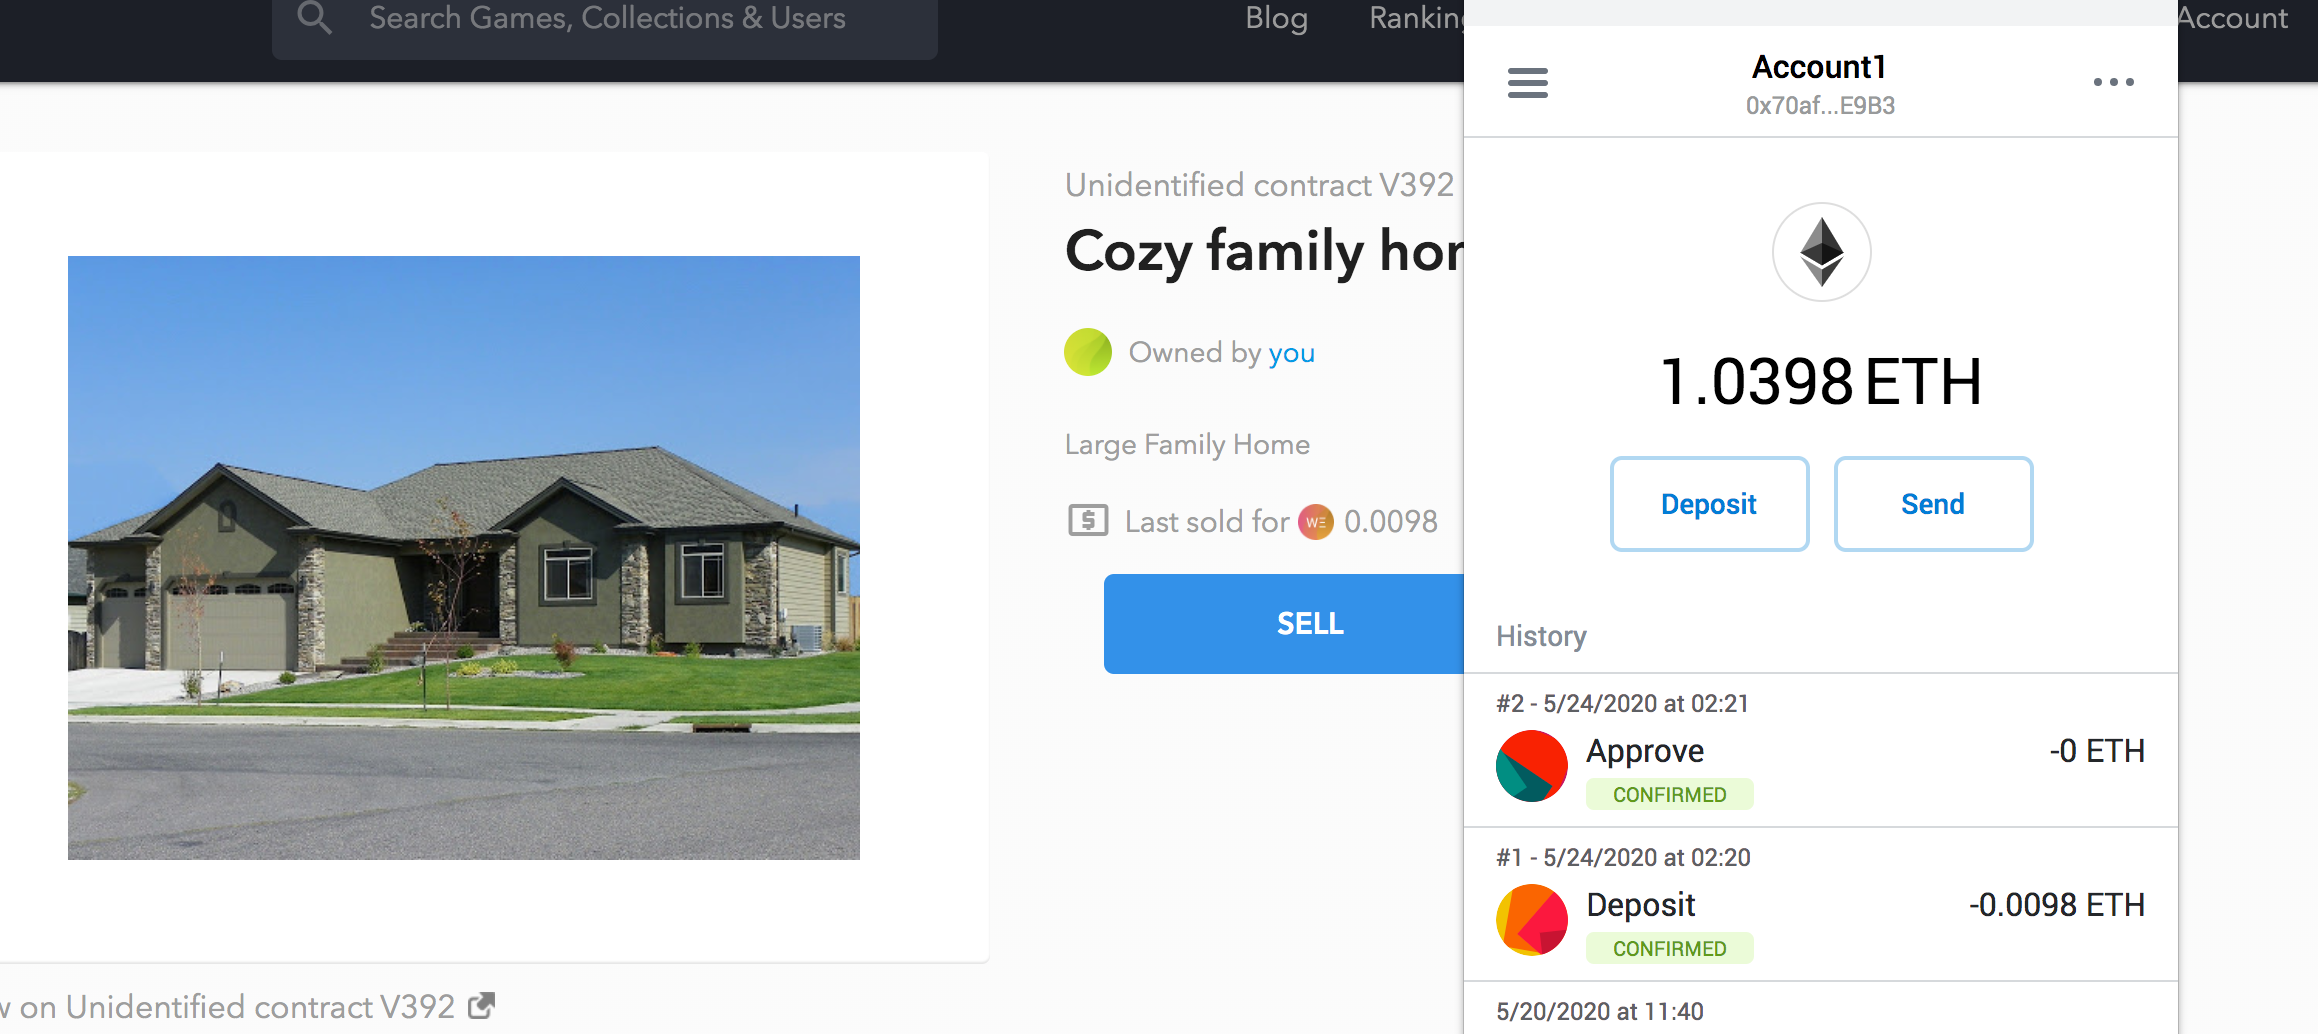 Search Games, Collections & Users
Blog
Account
Unidentified contract V392
Cozy family
Owned by you
Large Family Home
Last sold for WE 0.0098
SELL
on Unidentified contract V392
Account1
0x70af...E9B3
1.0398 ETH
Deposit
Send
History
#2 - 5/24/2020 at 02:21
Approve
-0 ETH
CONFIRMED
#1 - 5/24/2020 at 02:20
Deposit
-0.0098 ETH
CONFIRMED
5/20/2020 at 11:40